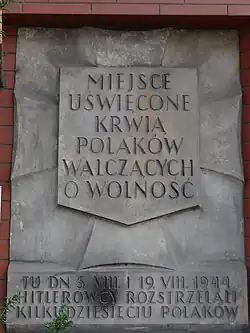 MIEJSCE
UŚWIĘCONE
KRWIĄ
POLAKÓW
WALCZĄCYCH
O WOLNOŚĆ
TU DN 5. VIII. I 19. VIII. 1944
HITLEROWCY ROZSTRZELALI
KILKUDZIESIĘCIU POLAKÓW